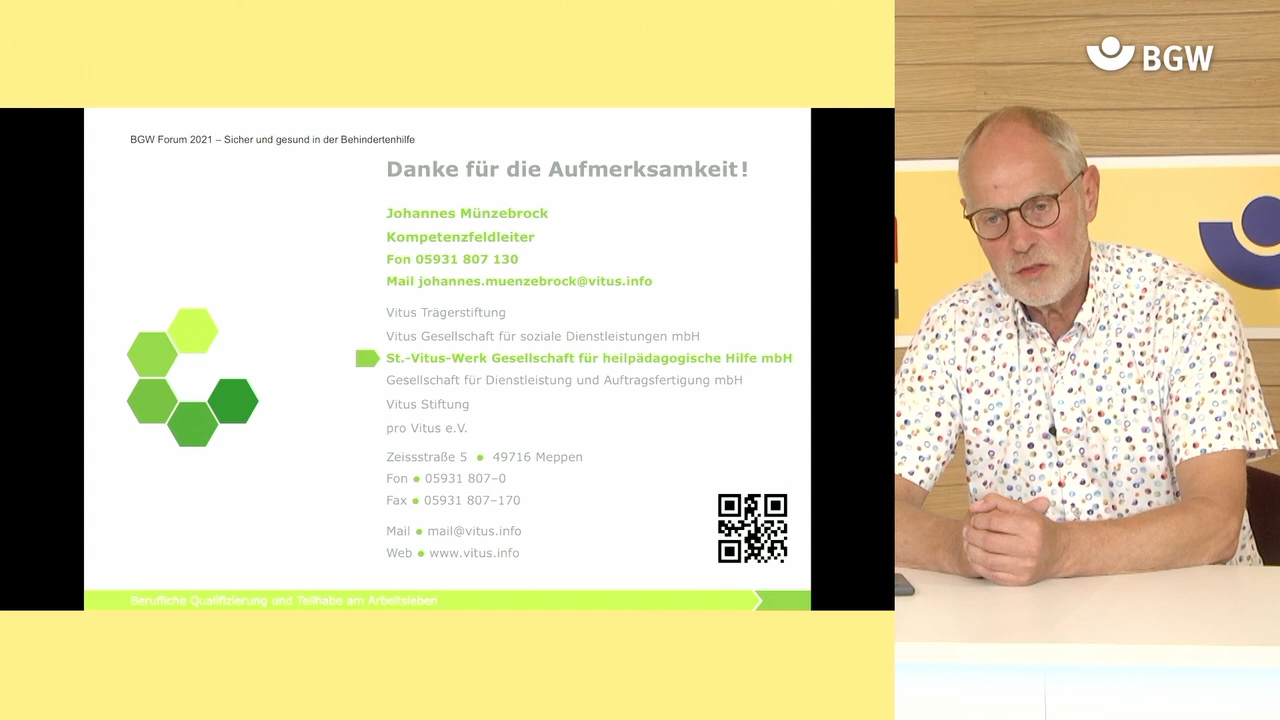 BGW Forum 2021 – Sicher und gesund in der Behindertenhilfe
Danke für die Aufmerksamkeit!
Johannes Münzebrock
Kompetenzfeldleiter
Fon 05931 807 130
Mail johannes.muenzebrock@vitus.info
Vitus Trägerstiftung
Vitus Gesellschaft für soziale Dienstleistungen mbH
St.-Vitus-Werk Gesellschaft für heilpädagogische Hilfe mbH
Gesellschaft für Dienstleistung und Auftragsfertigung mbH
Vitus Stiftung
pro Vitus e.V.
Zeissstraße 5 ● 49716 Meppen
Fon ● 05931 807–0
Fax ● 05931 807–170
Mail ● mail@vitus.info
Web ● www.vitus.info
Berufliche Qualifizierung und Teilhabe am Arbeitsleben
BGW